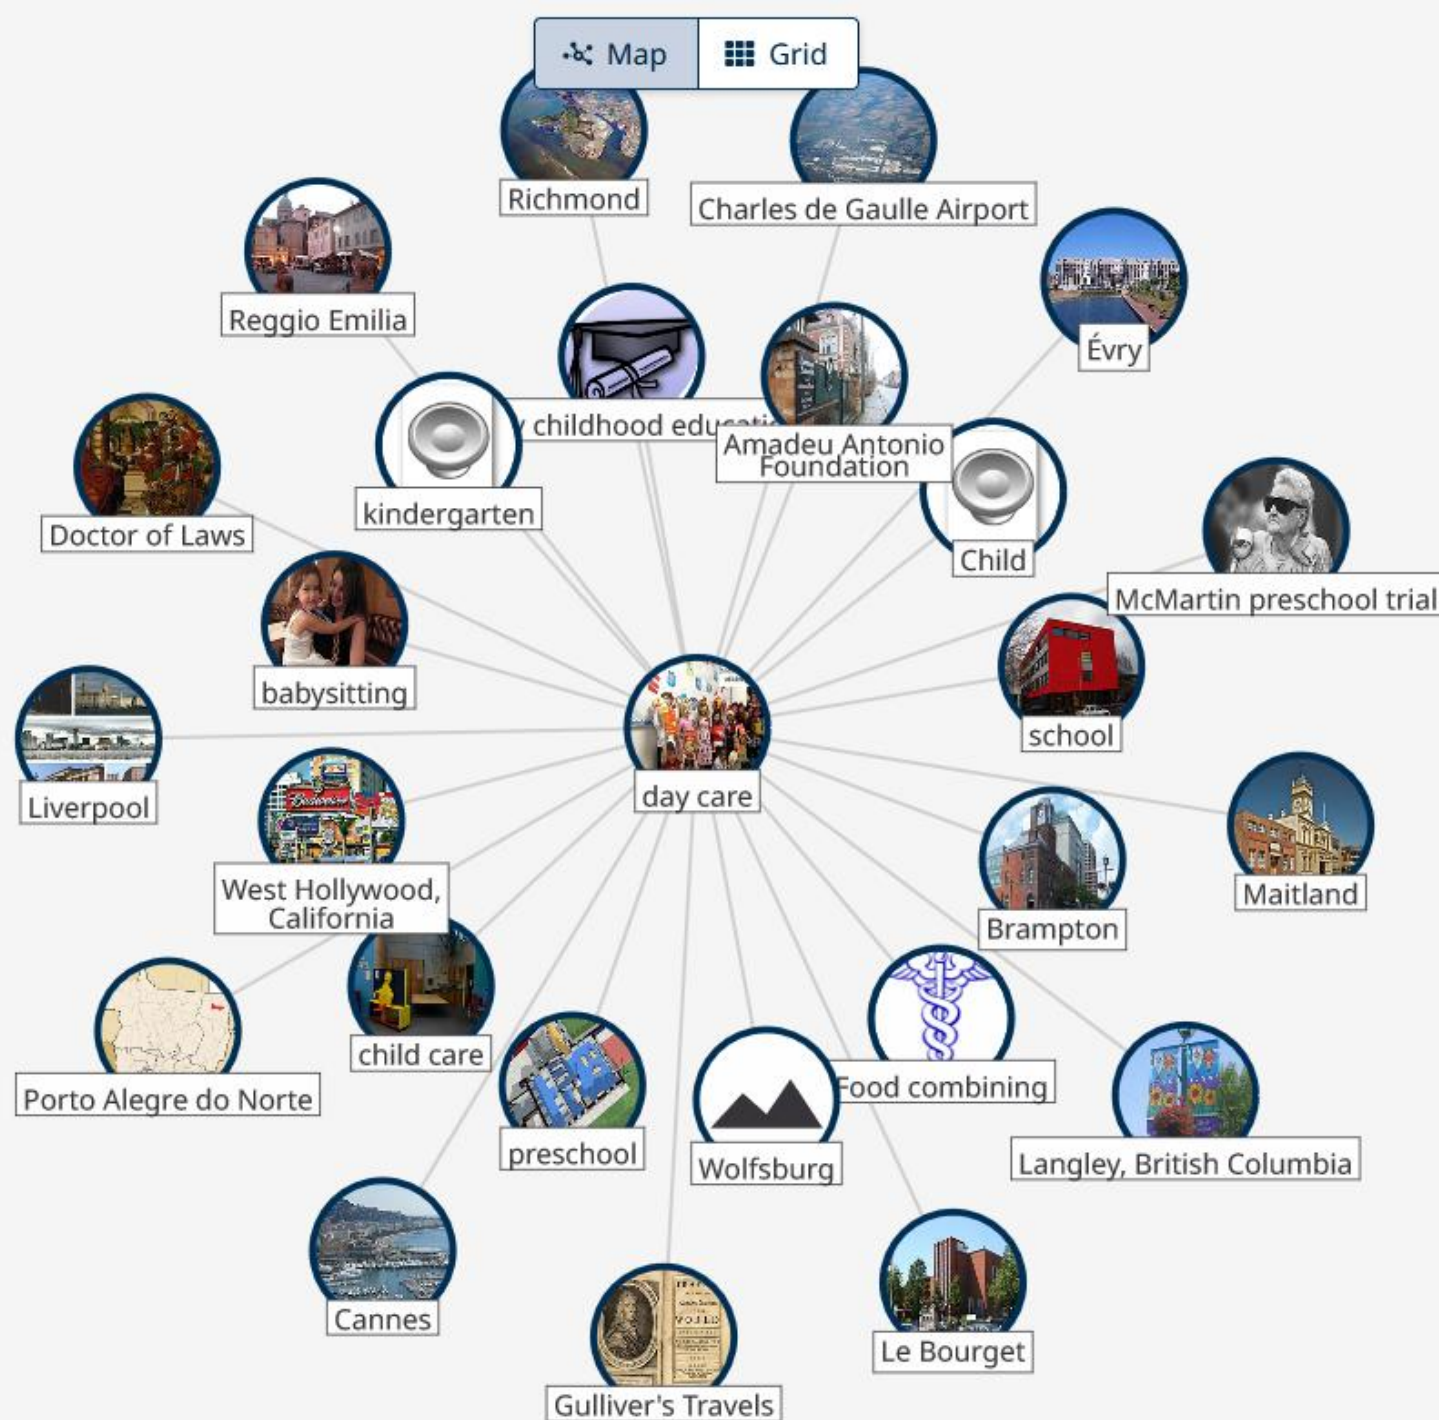 Map
Grid
Richmond
Charles de Gaulle Airport
Reggio Emilia
Évry
childhood
Amadeu Antonio
Foundation
kindergarten
Doctor of Laws
Child
McMartin preschool trial
babysitting
school
Liverpool
day care
West Hollywood,
California
Maitland
Brampton
child care
Food combining
Porto Alegre do Norte
preschool
Wolfsburg
Langley, British Columbia
Cannes
Le Bourget
Gulliver's Travels